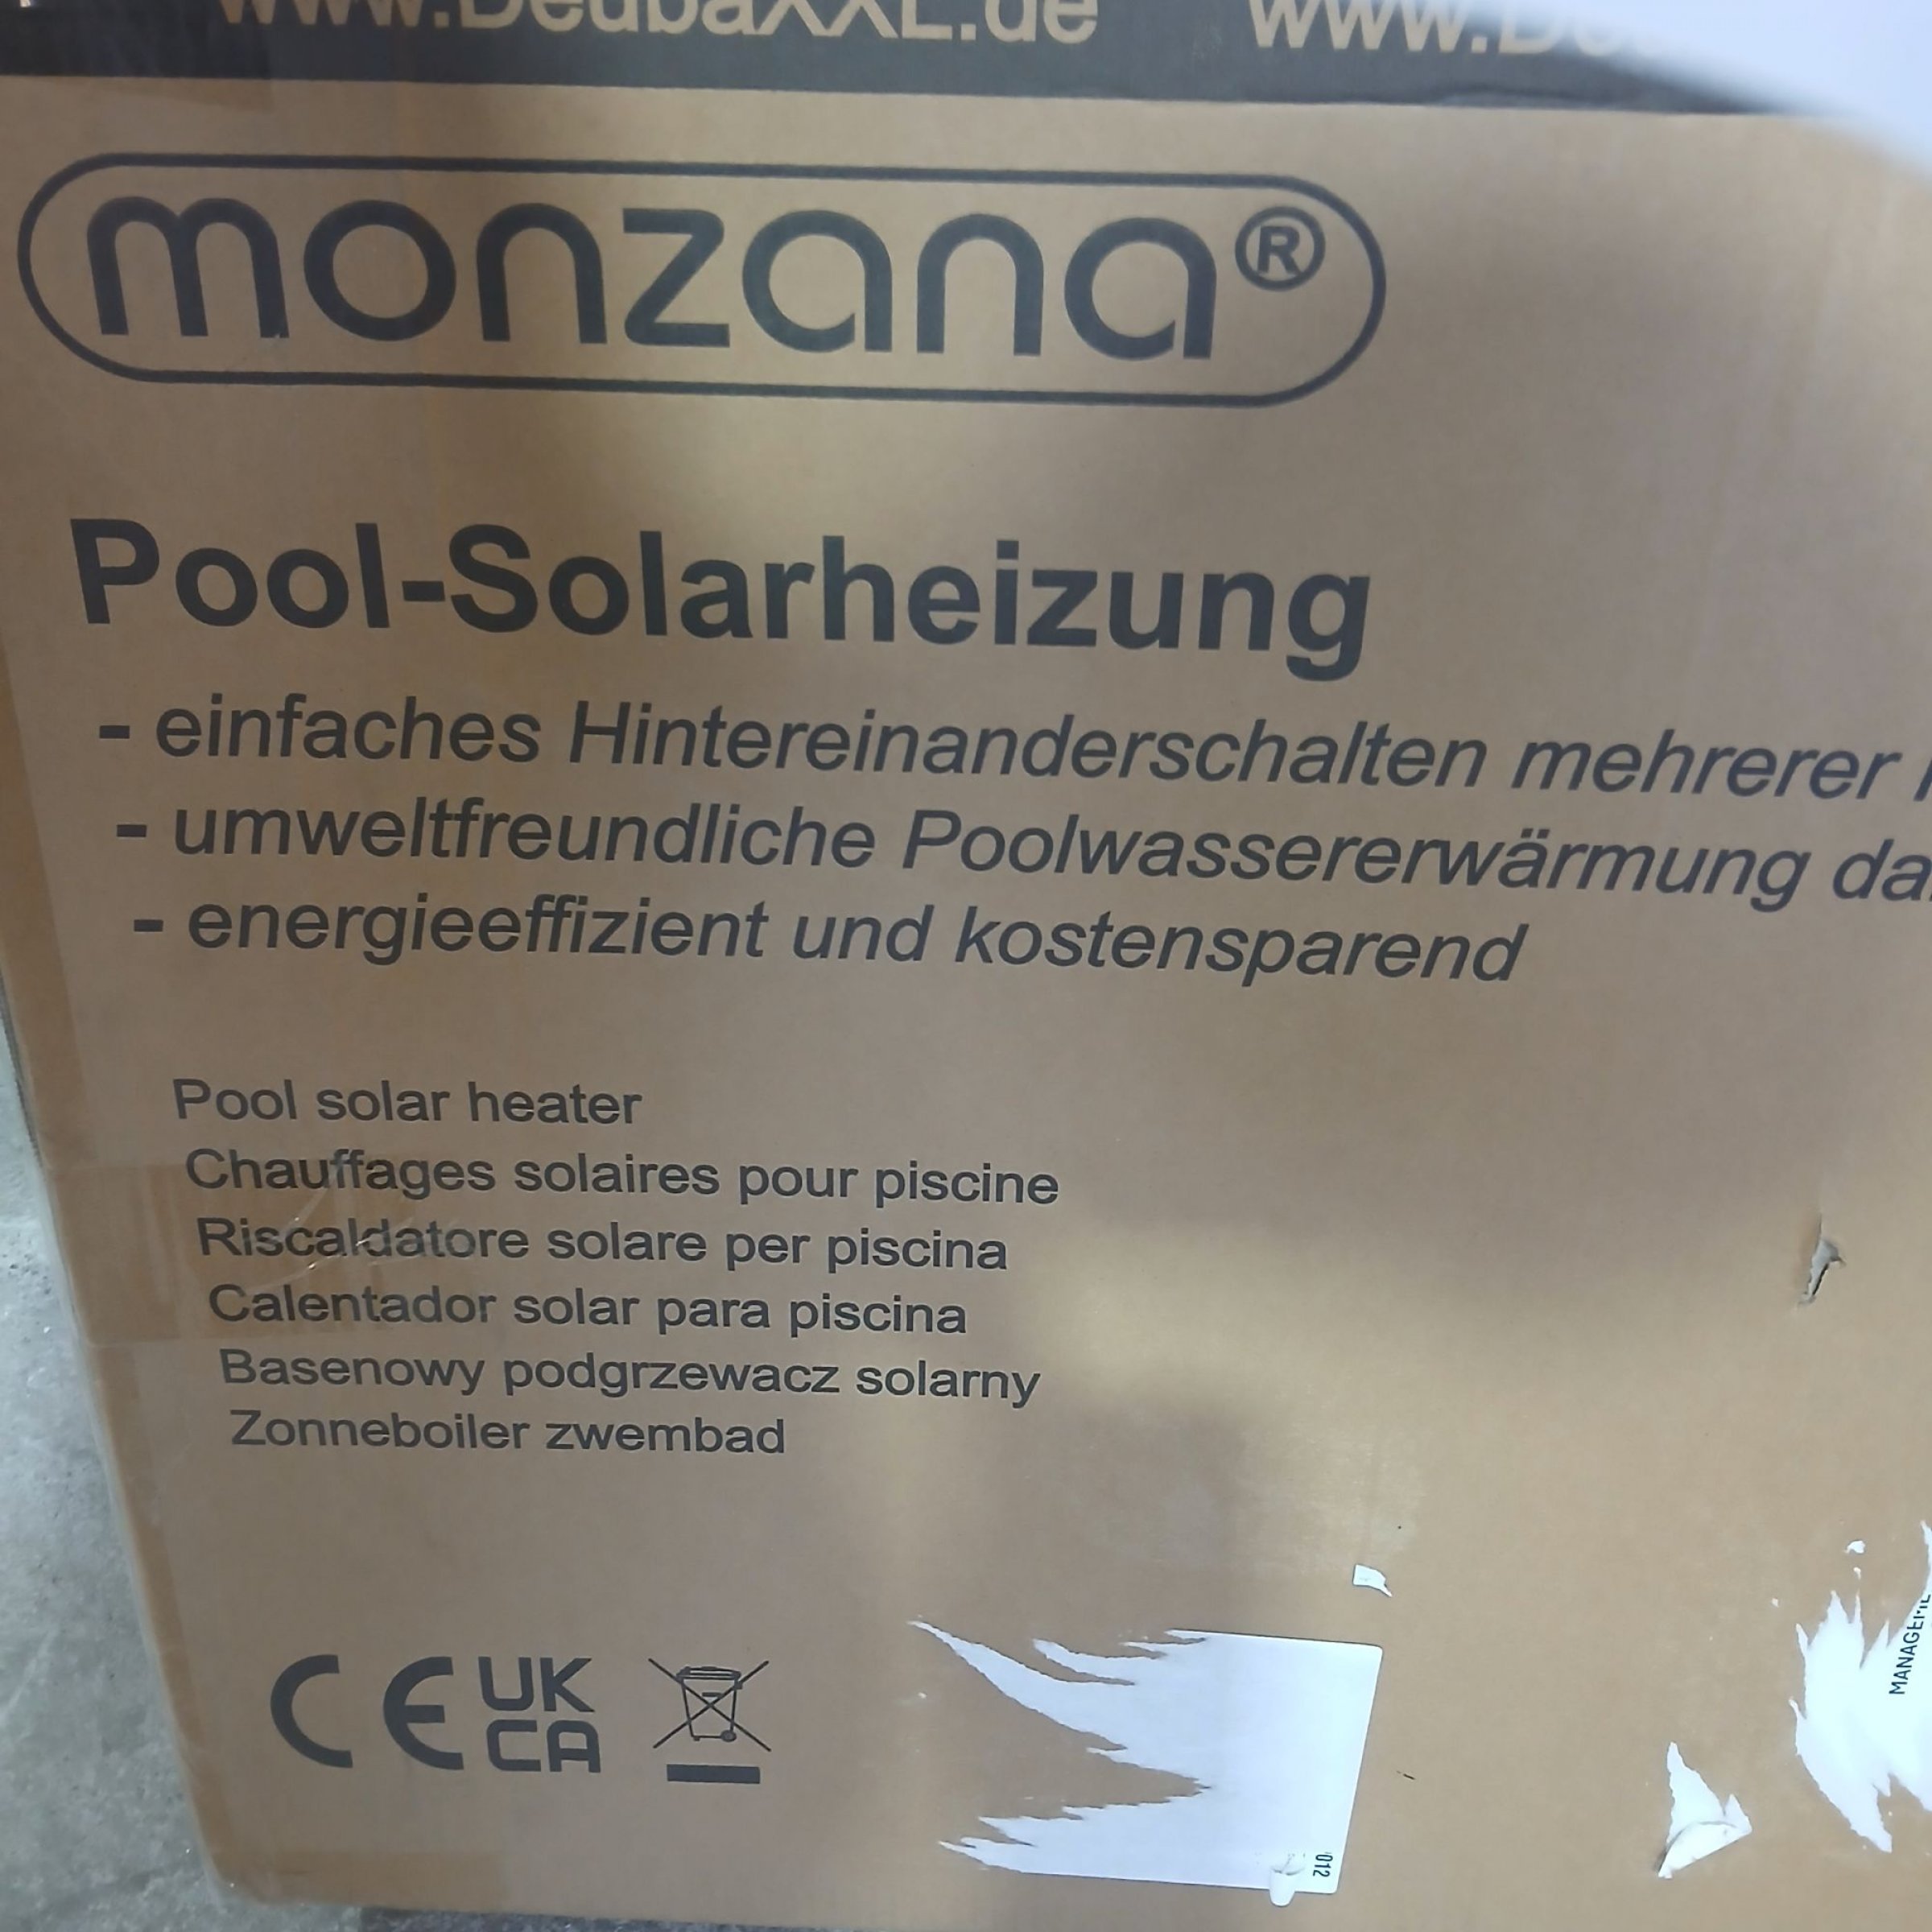 www.DeubaXXL.de www.
monzana®
Pool-Solarheizung
- einfaches Hintereinanderschalten mehrerer
- umweltfreundliche Poolwassererwärmung
- energieeffizient und kostensparend
Pool solar heater
Chauffages solaires pour piscine
Riscaldatore solare per piscina
Calentador solar para piscina
Basenowy podgrzewacz solarny
Zonneboiler zwembad
CE UK
CA
012